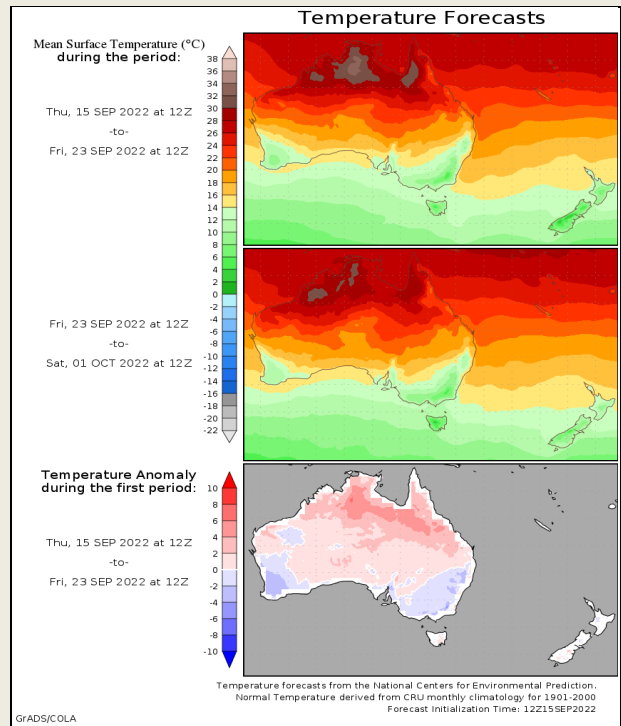 Temperature Forecasts
Mean Surface Temperature (°C)
during the period:
Thu, 15 SEP 2022 at 12Z
-to-
Fri, 23 SEP 2022 at 12Z
38
36
34
32
30
28
26
24
22
20
18
16
14
12
10
8
6
4
2
0
-2
-4
-6
-8
-10
-12
-14
-16
-18
-20
-22
Fri, 23 SEP 2022 at 12Z
-to-
Sat, 01 OCT 2022 at 12Z
Temperature Anomaly
during the first period:
Thu, 15 SEP 2022 at 12Z
-to-
Fri, 23 SEP 2022 at 12Z
10
8
6
4
2
0
-2
-4
-6
-8
-10
Temperature forecasts from the National Centers for Environmental Prediction.
Normal Temperature derived from CRU monthly climatology for 1901-2000
Forecast Initialization Time: 12Z15SEP2022
GrADS/COLA